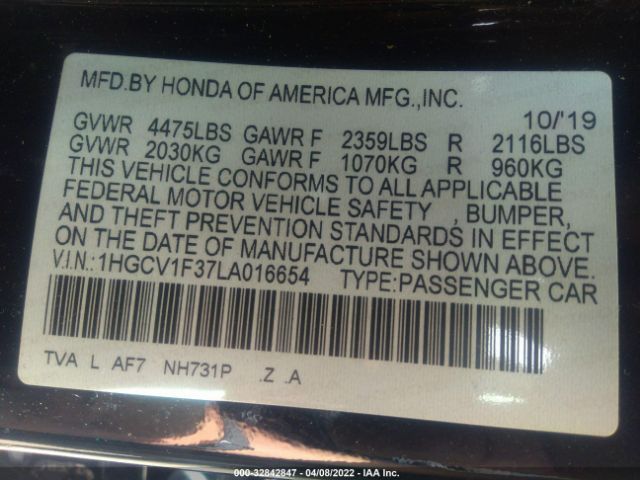 MFD.BY HONDA OF AMERICA MFG.,INC.
10/'19
GVWR 4475LBS GAWR F 2359LBS R 2116LBS
GVWR 2030KG GAWR F 1070KG R 960KG
THIS VEHICLE CONFORMS TO ALL APPLICABLE
FEDERAL MOTOR VEHICLE SAFETY , BUMPER,
AND THEFT PREVENTION STANDARDS IN EFFECT
ON THE DATE OF MANUFACTURE SHOWN ABOVE.
V.I.N.:1HGCV1F37LA016654 TYPE:PASSENGER CAR
TVA L AF7 NH731P .Z .A
000-32842847 - 04/08/2022 - IAA Inc.